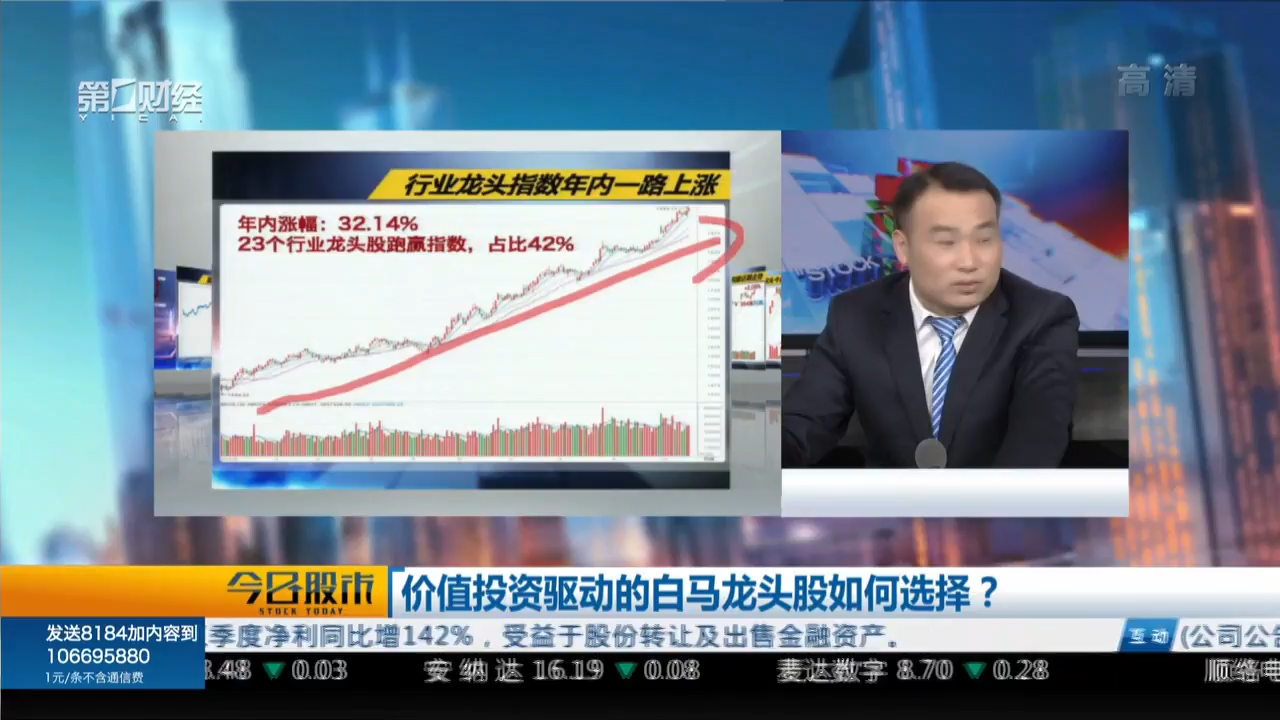 第一财经
YICAI
高清
行业龙头指数年内一路上涨
年内涨幅：32.14%
23个行业龙头股跑赢指数，占比42%
STOCK
今日股市
STOCK TODAY
价值投资驱动的白马龙头股如何选择？
发送8184加内容到
106695880
1元/条不含通信费
季度净利同比增142%，受益于股份转让及出售金融资产。
互动 (公司公告
.48 ▼ 0.03 安纳达 16.19 ▼ 0.08 麦达数字 8.70 ▼ 0.28 顺络电